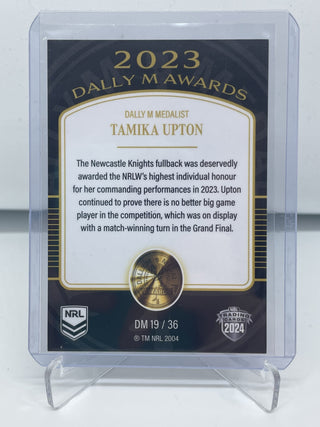 2023
DALLY M AWARDS
DALLY M MEDALIST
TAMIKA UPTON
The Newcastle Knights fullback was deservedly
awarded the NRLW's highest individual honour
for her commanding performances in 2023. Upton
continued to prove there is no better big game
player in the competition, which was on display
with a match-winning turn in the Grand Final.
NRL
DM 19 / 36
® TM NRL 2004
NRL
TRADING
CARDS
2024